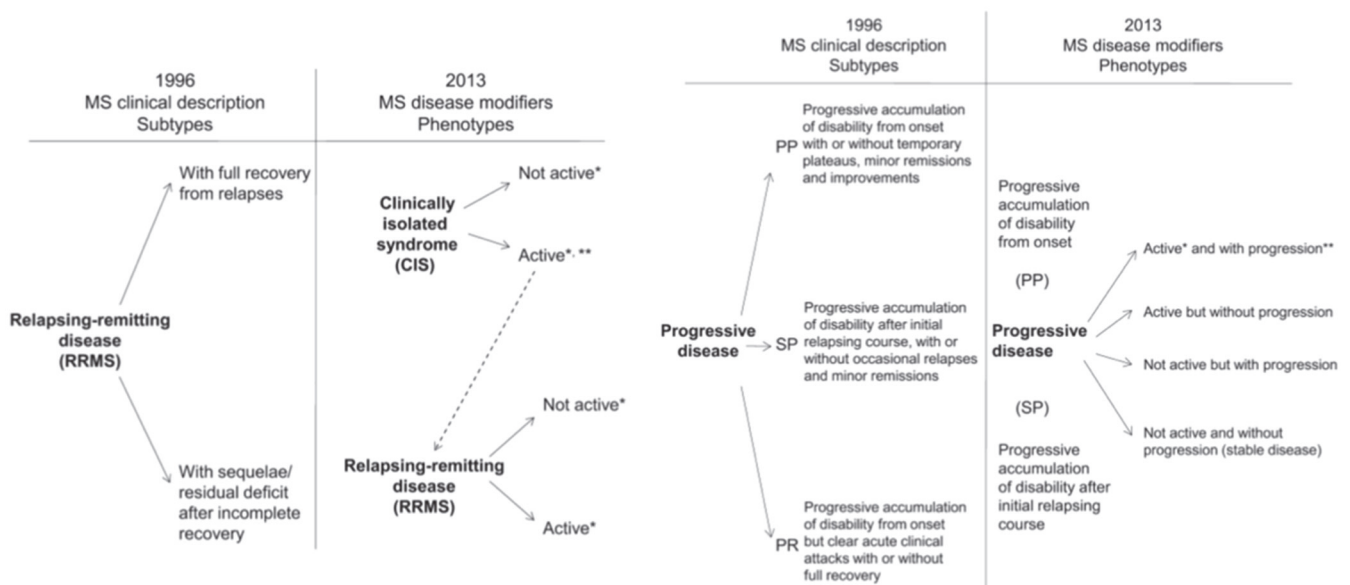 1996
MS clinical description
Subtypes
2013
MS disease modifiers
Phenotypes
With full recovery
from relapses
Relapsing-remitting
disease
(RRMS)
With sequelae/
residual deficit
after incomplete
recovery
Clinically
isolated
syndrome
(CIS)
Not active*
Active*, **
Relapsing-remitting
disease
(RRMS)
Not active*
Active*
1996
MS clinical description
Subtypes
2013
MS disease modifiers
Phenotypes
Progressive
disease
PP
Progressive accumulation
of disability from onset
with or without temporary
plateaus, minor remissions
and improvements
SP
Progressive accumulation
of disability after initial
relapsing course, with or
without occasional relapses
and minor remissions
PR
Progressive accumulation
of disability from onset
but clear acute clinical
attacks with or without
full recovery
Progressive
accumulation
of disability
from onset
(PP)
Progressive
disease
(SP)
Progressive
accumulation
of disability after
initial relapsing
course
Active* and with progression**
Active but without progression
Not active but with progression
Not active and without
progression (stable disease)